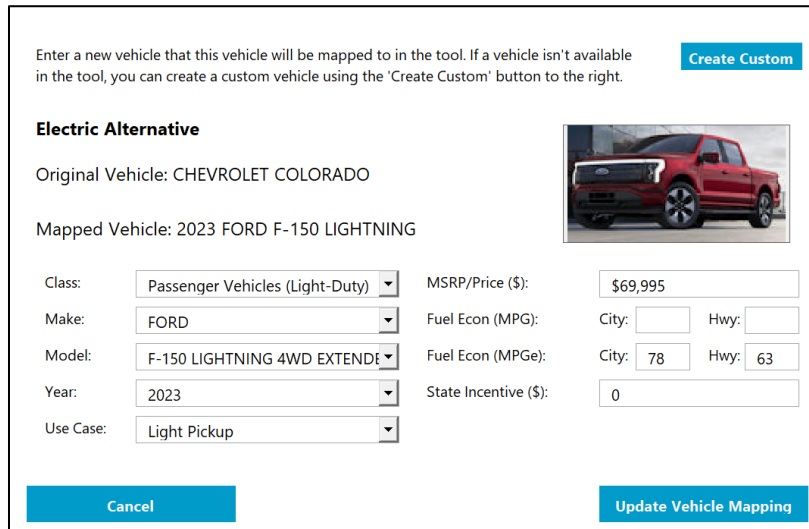 Enter a new vehicle that this vehicle will be mapped to in the tool. If a vehicle isn't available
in the tool, you can create a custom vehicle using the 'Create Custom' button to the right.
Create Custom
Electric Alternative
Original Vehicle: CHEVROLET COLORADO
Mapped Vehicle: 2023 FORD F-150 LIGHTNING
Class: Passenger Vehicles (Light-Duty)
MSRP/Price ($): $69,995
Make: FORD
Fuel Econ (MPG): City: Hwy:
Model: F-150 LIGHTNING 4WD EXTENDE
Fuel Econ (MPGe): City: 78 Hwy: 63
Year: 2023
State Incentive ($): 0
Use Case: Light Pickup
Cancel
Update Vehicle Mapping